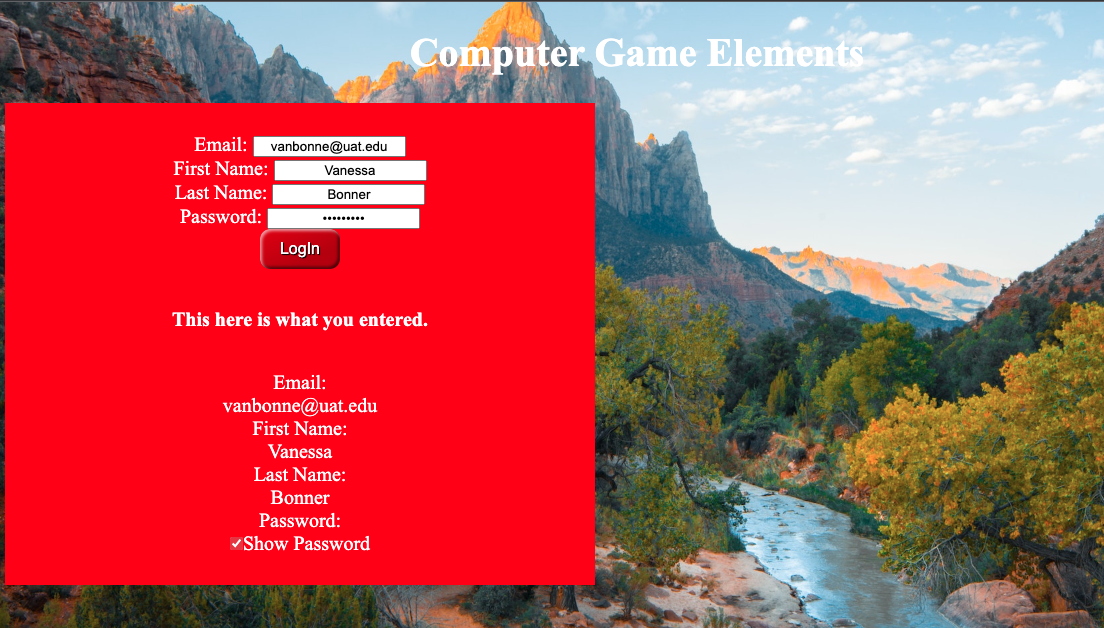 Computer Game Elements
Email: vanbonne@uat.edu
First Name: Vanessa
Last Name: Bonner
Password: •••••••••
LogIn
This here is what you entered.
Email:
vanbonne@uat.edu
First Name:
Vanessa
Last Name:
Bonner
Password:
Show Password